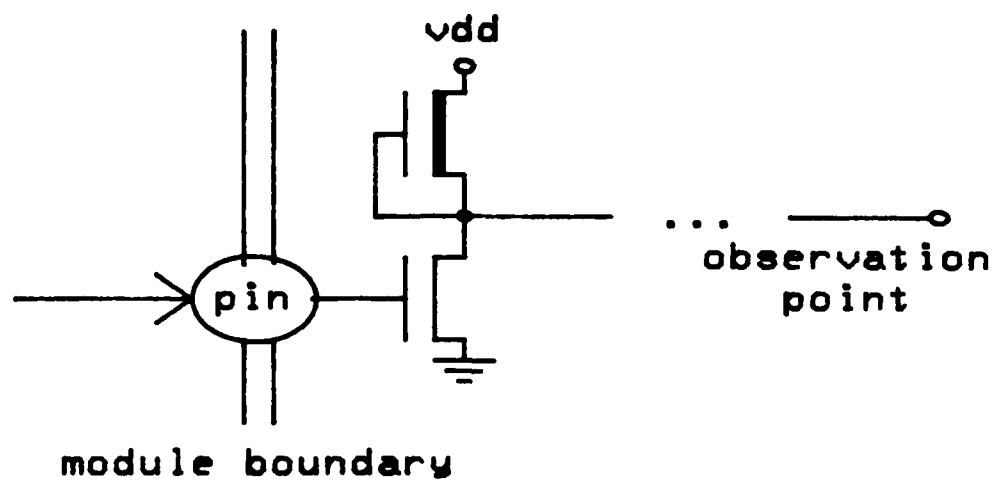 vdd
...
observation
point
pin
module boundary